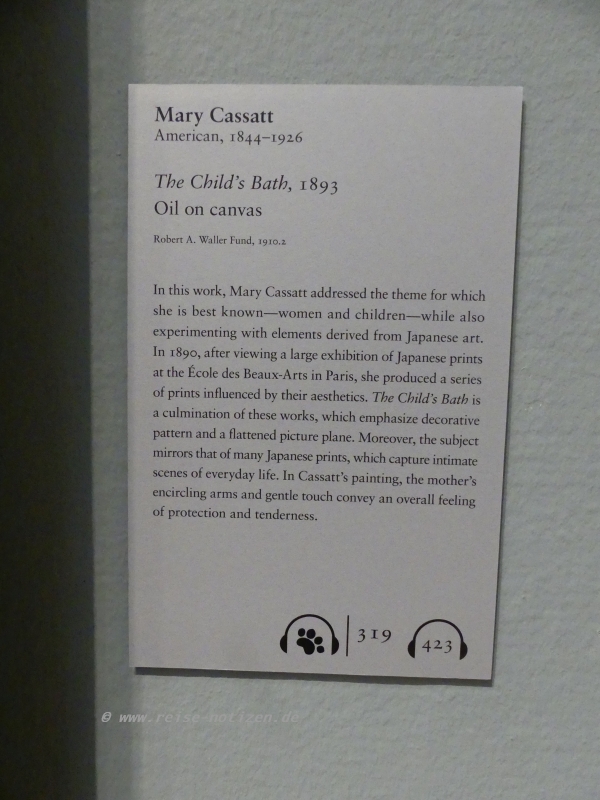 Mary Cassatt
American, 1844–1926
The Child's Bath, 1893
Oil on canvas
Robert A. Waller Fund, 1910.2
In this work, Mary Cassatt addressed the theme for which
she is best known—women and children—while also
experimenting with elements derived from Japanese art.
In 1890, after viewing a large exhibition of Japanese prints
at the École des Beaux-Arts in Paris, she produced a series
of prints influenced by their aesthetics. The Child's Bath is
a culmination of these works, which emphasize decorative
pattern and a flattened picture plane. Moreover, the subject
mirrors that of many Japanese prints, which capture intimate
scenes of everyday life. In Cassatt's painting, the mother's
encircling arms and gentle touch convey an overall feeling
of protection and tenderness.
319 423
© www.reise-notizen.de